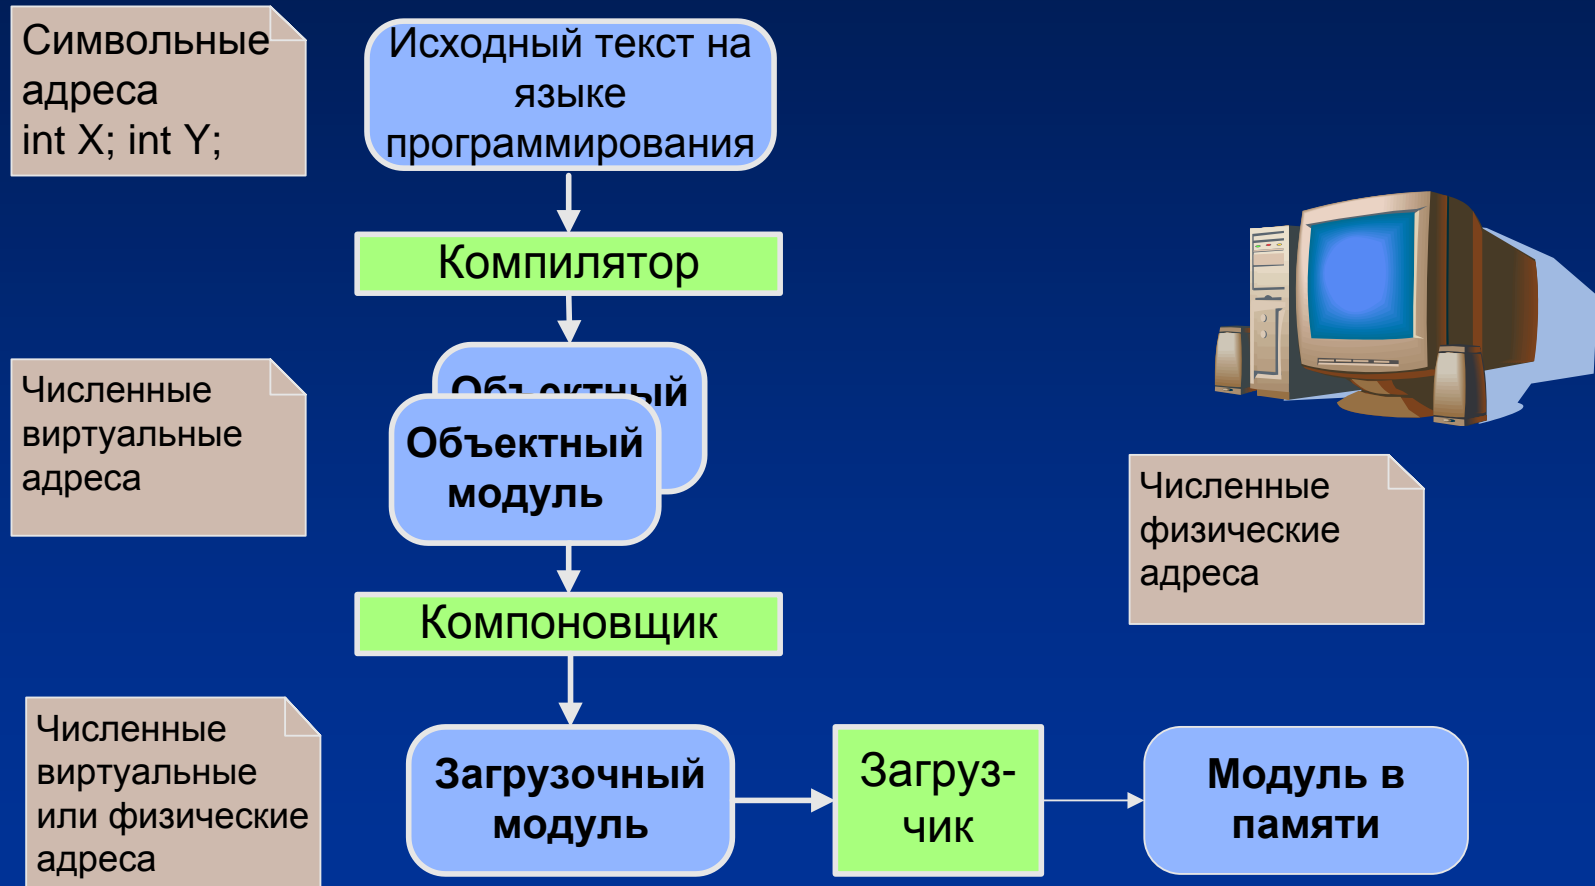 Символьные
адреса
int X; int Y;
Исходный текст на
языке
программирования
Компилятор
Численные
виртуальные
адреса
Объектный
Объектный
модуль
Численные
физические
адреса
Компоновщик
Численные
виртуальные
или физические
адреса
Загрузочный
модуль
Загруз-
чик
Модуль в
памяти